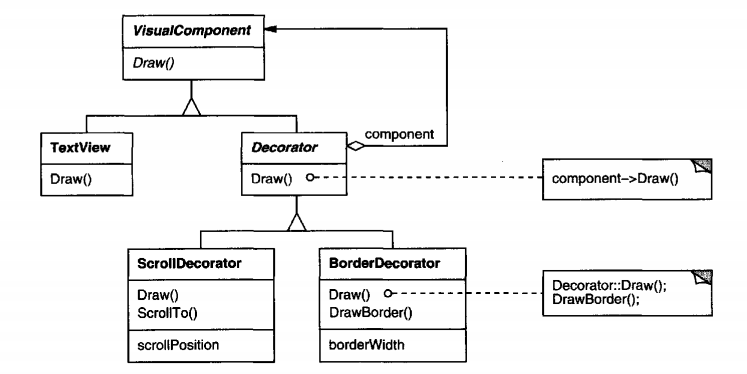 VisualComponent
Draw()
component
TextView
Draw()
Decorator
Draw()
component->Draw()
ScrollDecorator
Draw()
ScrollTo()
scrollPosition
BorderDecorator
Draw()
DrawBorder()
borderWidth
Decorator::Draw();
DrawBorder();